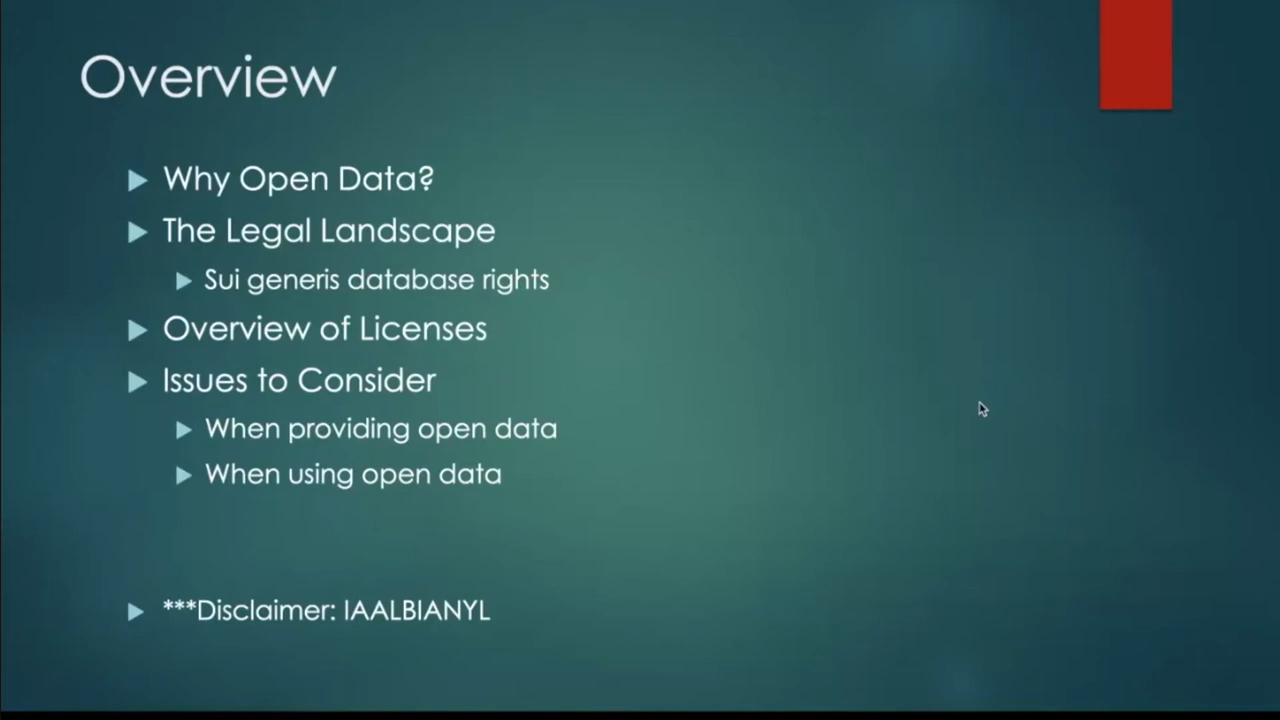 Overview
Why Open Data?
The Legal Landscape
Sui generis database rights
Overview of Licenses
Issues to Consider
When providing open data
When using open data
***Disclaimer: IAALBIANYL